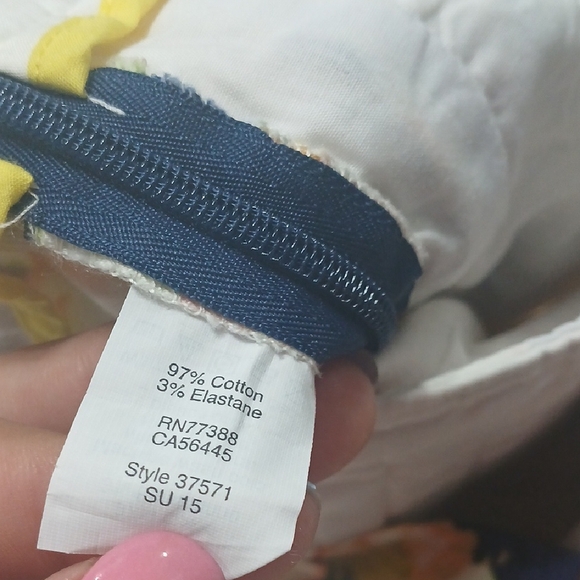 97% Cotton
3% Elastane
RN77388
CA56445
Style 37571
SU 15